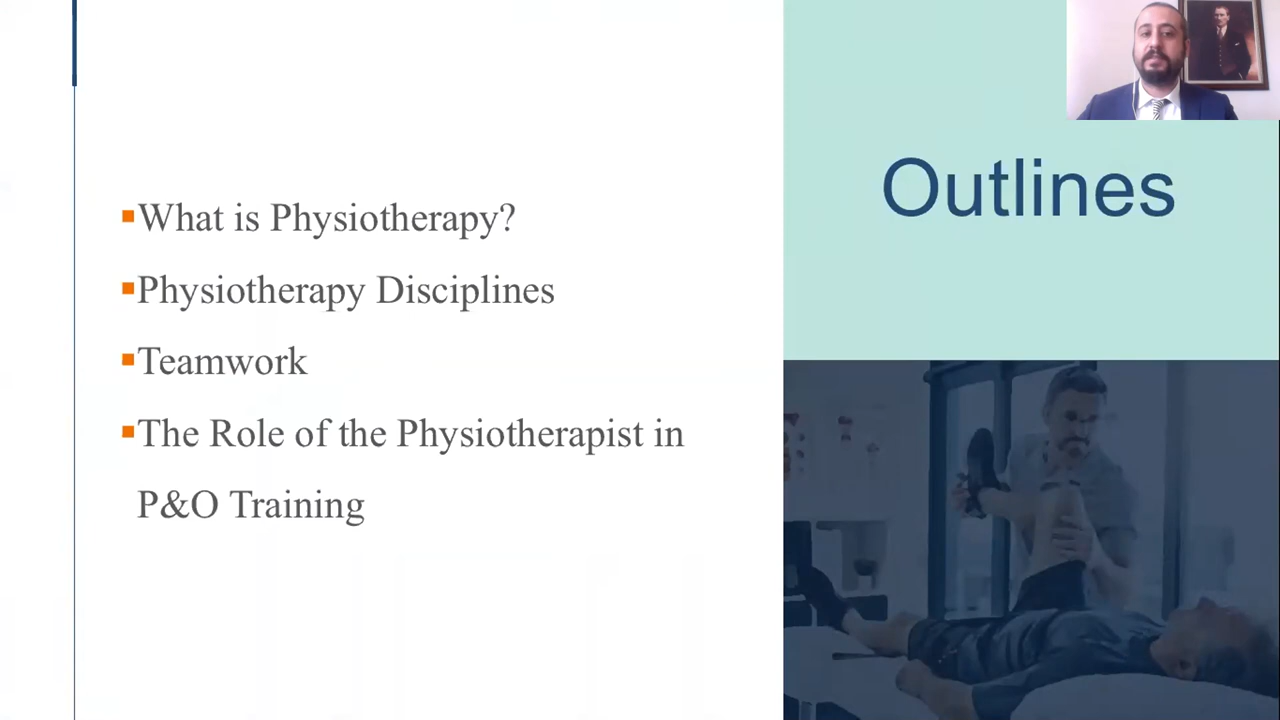 Outlines
▪What is Physiotherapy?
▪Physiotherapy Disciplines
▪Teamwork
▪The Role of the Physiotherapist in
P&O Training